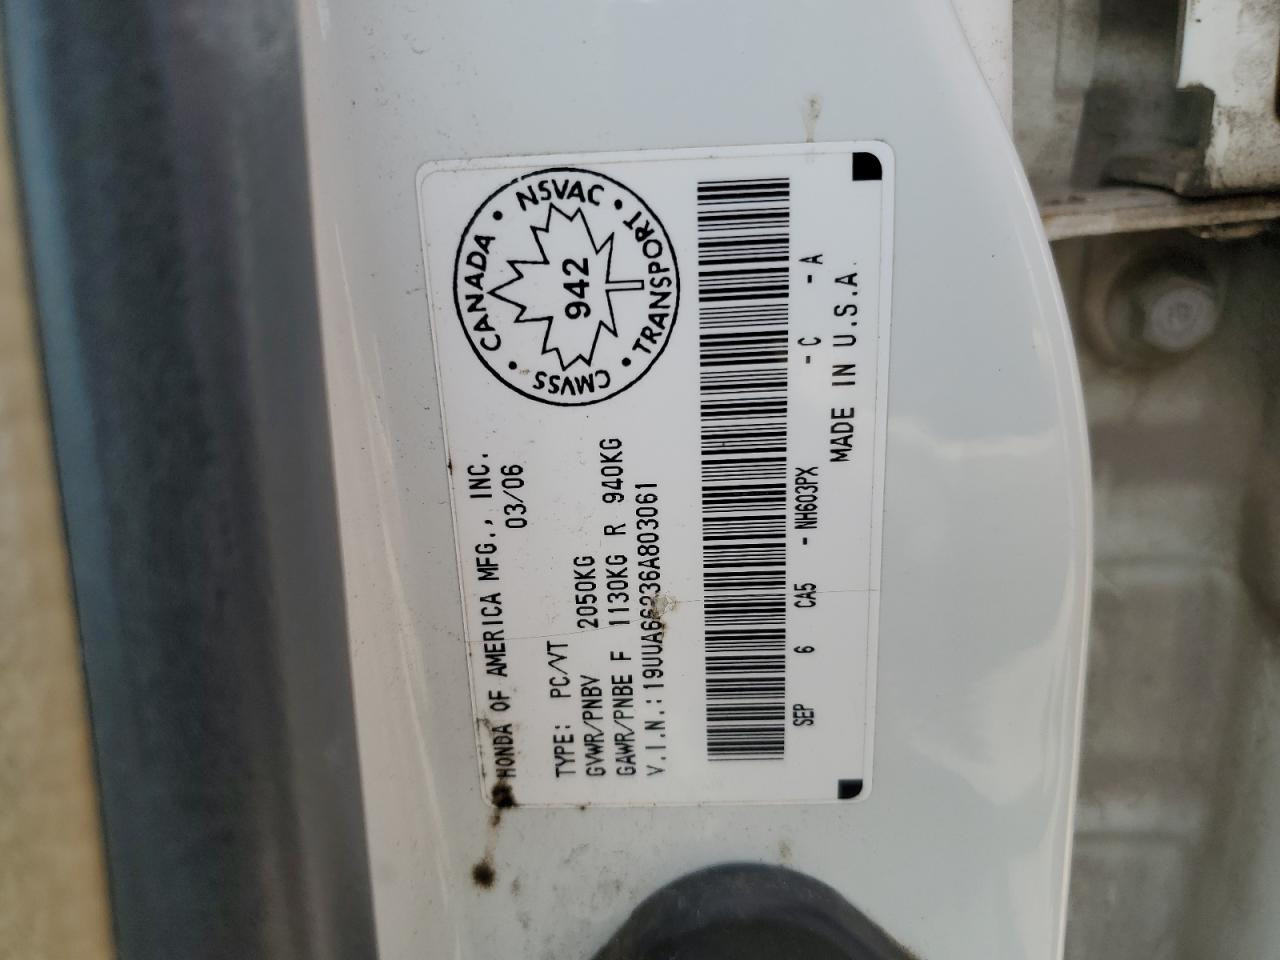 HONDA OF AMERICA MFG., INC.
03/06
TYPE: PC/VT
GVWR/PNBV 2050KG
GAWR/PNBE F 1130KG R 940KG
V.I.N.: 19UUA66236A803061
SEP 6 CA5 - NH603PX - C - A
MADE IN U.S.A.
CANADA • NSVAC • TRANSPORT • CMVSS •
942